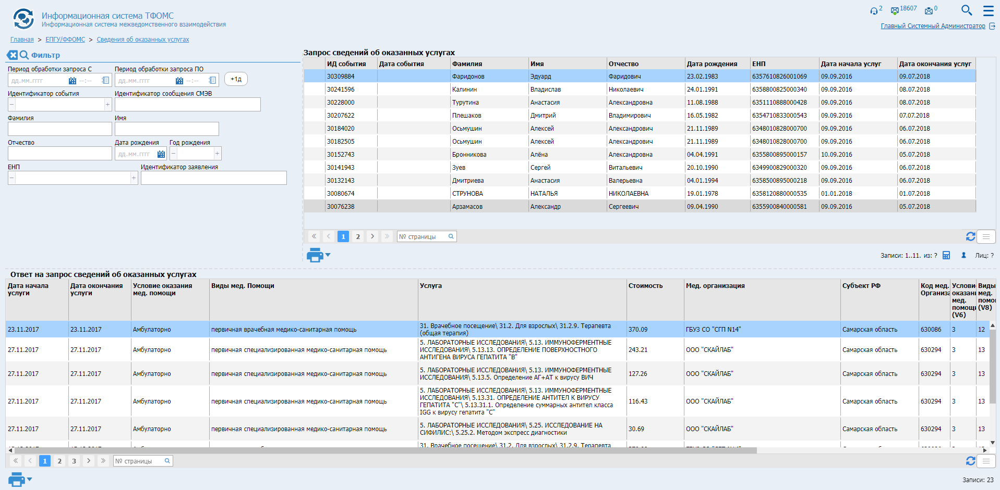 Информационная система ТФОМС
Информационная система межведомственного взаимодействия
2 18607 0
Главный Системный Администратор
Главная > ЕПГУ/ФФОМС > Сведения об оказанных услугах
Фильтр
Период обработки запроса С Период обработки запроса ПО
дд.мм.гггг --:-- дд.мм.гггг --:-- +1д
Идентификатор события Идентификатор сообщения СМЭВ
− +
Фамилия Имя
Отчество Дата рождения Год рождения
дд.мм.гггг − +
ЕНП Идентификатор заявления
− +
Запрос сведений об оказанных услугах
ИД события Дата события Фамилия Имя Отчество Дата рождения ЕНП Дата начала услуг Дата окончания услуг
30309884 Фаридонов Эдуард Фаридович 23.02.1983 6357610826001069 09.09.2016 09.07.2018
30241596 Калинин Владислав Николаевич 24.01.1991 6358800825000340 09.09.2016 08.07.2018
30228000 Турутина Анастасия Александровна 11.08.1988 6351110888000428 09.09.2016 08.07.2018
30207622 Плешаков Дмитрий Владимирович 16.05.1982 6354710833000543 09.09.2016 07.07.2018
30184020 Осьмушин Алексей Александрович 21.11.1989 6348010828000700 09.09.2016 06.07.2018
30182505 Осьмушин Алексей Александрович 21.11.1989 6348010828000700 09.09.2016 06.07.2018
30152743 Бронникова Алёна Александровна 04.04.1991 6355800895000157 10.09.2016 05.07.2018
30141943 Зуев Сергей Витальевич 20.10.1990 6349900829000320 09.09.2016 06.07.2018
30132143 Дмитриева Анастасия Валерьевна 04.01.1994 6358500895000218 09.09.2016 06.07.2018
30080674 СТРУНОВА НАТАЛЬЯ НИКОЛАЕВНА 19.01.1978 6358120880000535 01.01.2018 01.07.2018
30076238 Арзамасов Александр Сергеевич 09.04.1990 6355900840000581 09.09.2016 05.07.2018
« < 1 2 > » № страницы
Записи: 1..11. из: ? Лиц: ?
Ответ на запрос сведений об оказанных услугах
Дата начала услуги Дата окончания услуги Условие оказания мед. помощи Виды мед. Помощи Услуга Стоимость Мед. организация Субъект РФ Код мед. Организа Услови оказани мед. помощи (V6) Виды мед. помо (V8)
23.11.2017 23.11.2017 Амбулаторно первичная врачебная медико-санитарная помощь 31. Врачебное посещение\ 31.2. Для взрослых\ 31.2.9. Терапевта (общая терапия) 370.09 ГБУЗ СО "СГП N14" Самарская область 630086 3 12
27.11.2017 27.11.2017 Амбулаторно первичная специализированная медико-санитарная помощь 5. ЛАБОРАТОРНЫЕ ИССЛЕДОВАНИЯ\ 5.13. ИММУНОФЕРМЕНТНЫЕ ИССЛЕДОВАНИЯ\ 5.13.13. ОПРЕДЕЛЕНИЕ ПОВЕРХНОСТНОГО АНТИГЕНА ВИРУСА ГЕПАТИТА "В" 243.21 ООО "СКАЙЛАБ" Самарская область 630294 3 13
27.11.2017 27.11.2017 Амбулаторно первичная специализированная медико-санитарная помощь 5. ЛАБОРАТОРНЫЕ ИССЛЕДОВАНИЯ\ 5.13. ИММУНОФЕРМЕНТНЫЕ ИССЛЕДОВАНИЯ\ 5.13.5. Определение АГ+АТ к вирусу ВИЧ 127.26 ООО "СКАЙЛАБ" Самарская область 630294 3 13
27.11.2017 27.11.2017 Амбулаторно первичная специализированная медико-санитарная помощь 5. ЛАБОРАТОРНЫЕ ИССЛЕДОВАНИЯ\ 5.13. ИММУНОФЕРМЕНТНЫЕ ИССЛЕДОВАНИЯ\ 5.13.31. ОПРЕДЕЛЕНИЕ АНТИТЕЛ К ВИРУСУ ГЕПАТИТА "С"\ 5.13.31.1. Определение суммарных антител класса IGG к вирусу гепатита "С" 116.43 ООО "СКАЙЛАБ" Самарская область 630294 3 13
27.11.2017 27.11.2017 Амбулаторно первичная специализированная медико-санитарная помощь 5. ЛАБОРАТОРНЫЕ ИССЛЕДОВАНИЯ\ 5.25. ИССЛЕДОВАНИЕ НА СИФИЛИС:\ 5.25.2. Методом экспресс диагностики 30.69 ООО "СКАЙЛАБ" Самарская область 630294 3 13
31. Врачебное посещение\ 31.2. Для взрослых\ 31.2.9. Терапевта
« < 1 2 3 > » № страницы
Записи: 23